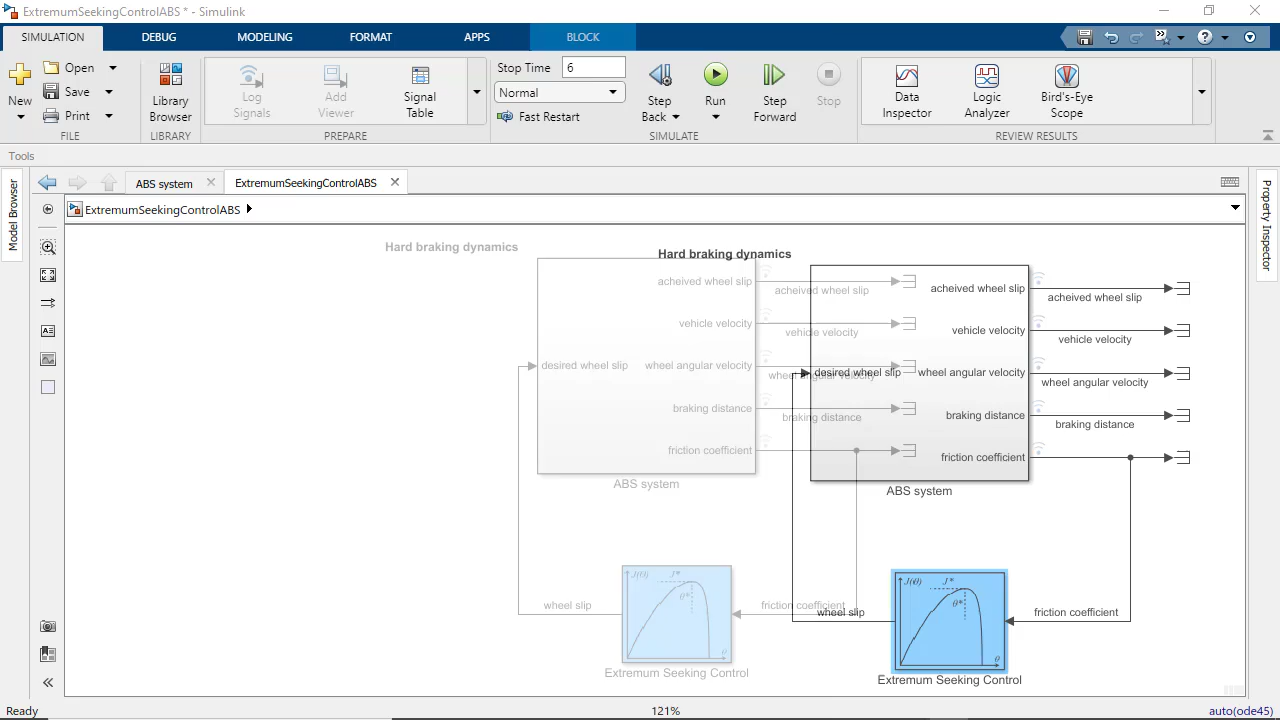 ExtremumSeekingControlABS * - Simulink
SIMULATION DEBUG MODELING FORMAT APPS BLOCK
New
Open
Save
Print
FILE
Library Browser
LIBRARY
Log Signals
Add Viewer
Signal Table
PREPARE
Stop Time 6
Normal
Fast Restart
Step Back
Run
Step Forward
Stop
SIMULATE
Data Inspector
Logic Analyzer
Bird's-Eye Scope
REVIEW RESULTS
Tools
Model Browser
Property Inspector
ABS system
ExtremumSeekingControlABS
ExtremumSeekingControlABS
Hard braking dynamics
Hard braking dynamics
acheived wheel slip
acheived wheel slip
acheived wheel slip
acheived wheel slip
vehicle velocity
vehicle velocity
vehicle velocity
vehicle velocity
desired wheel slip
wheel angular velocity
wheel angular velocity
desired wheel slip
wheel angular velocity
wheel angular velocity
braking distance
braking distance
braking distance
braking distance
friction coefficient
friction coefficient
ABS system
ABS system
J(θ) J*
θ*
θ
wheel slip
friction coefficient
Extremum Seeking Control
J(θ) J*
θ*
θ
wheel slip
friction coefficient
Extremum Seeking Control
Ready
121%
auto(ode45)